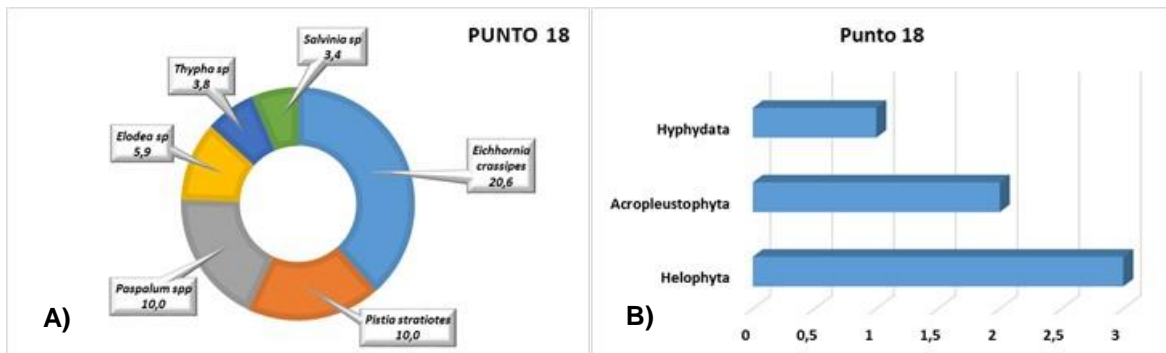 PUNTO 18
Salvinia sp
3,4
Thypha sp
3,8
Elodea sp
5,9
Eichhornia
crassipes
20,6
Paspalum spp
10,0
Pistia stratiotes
10,0
A)
Punto 18
Hyphydata
Acropleustophyta
Helophyta
0 0,5 1 1,5 2 2,5 3
B)